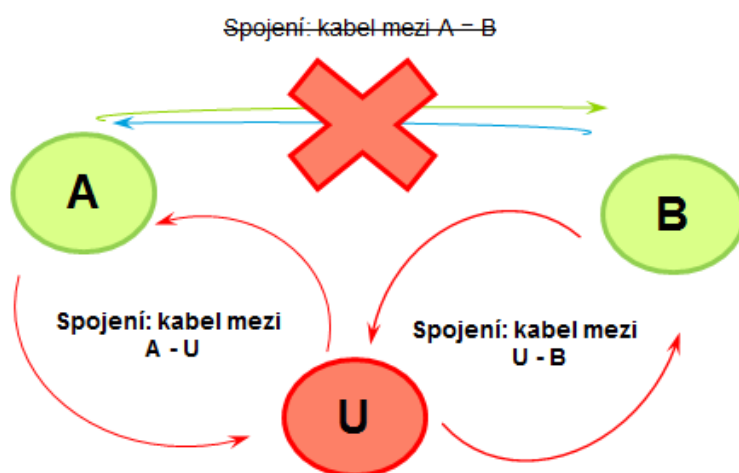 Spojení: kabel mezi A – B
A
B
Spojení: kabel mezi
A - U
Spojení: kabel mezi
U - B
U